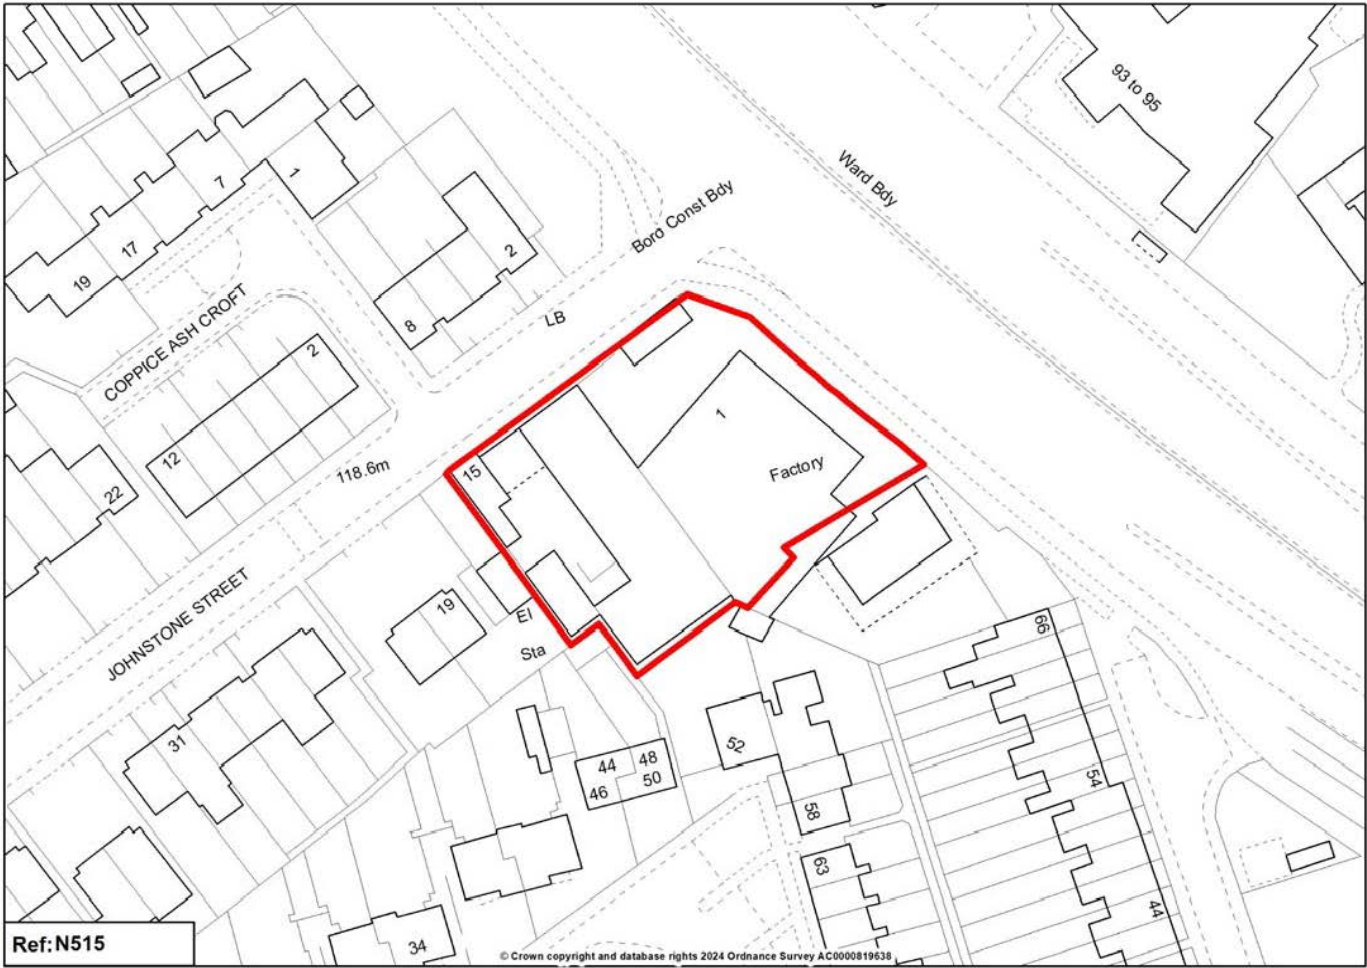 93 to 95
Ward Bdy
Boro Const Bdy
1
7
17
19
2
8
LB
COPPICE ASH CROFT
2
12
22
118.6m
15
1
Factory
JOHNSTONE STREET
19
El
Sta
31
66
52
44
48
46
50
54
58
63
44
34
Ref:N515
© Crown copyright and database rights 2024 Ordnance Survey AC0000819638